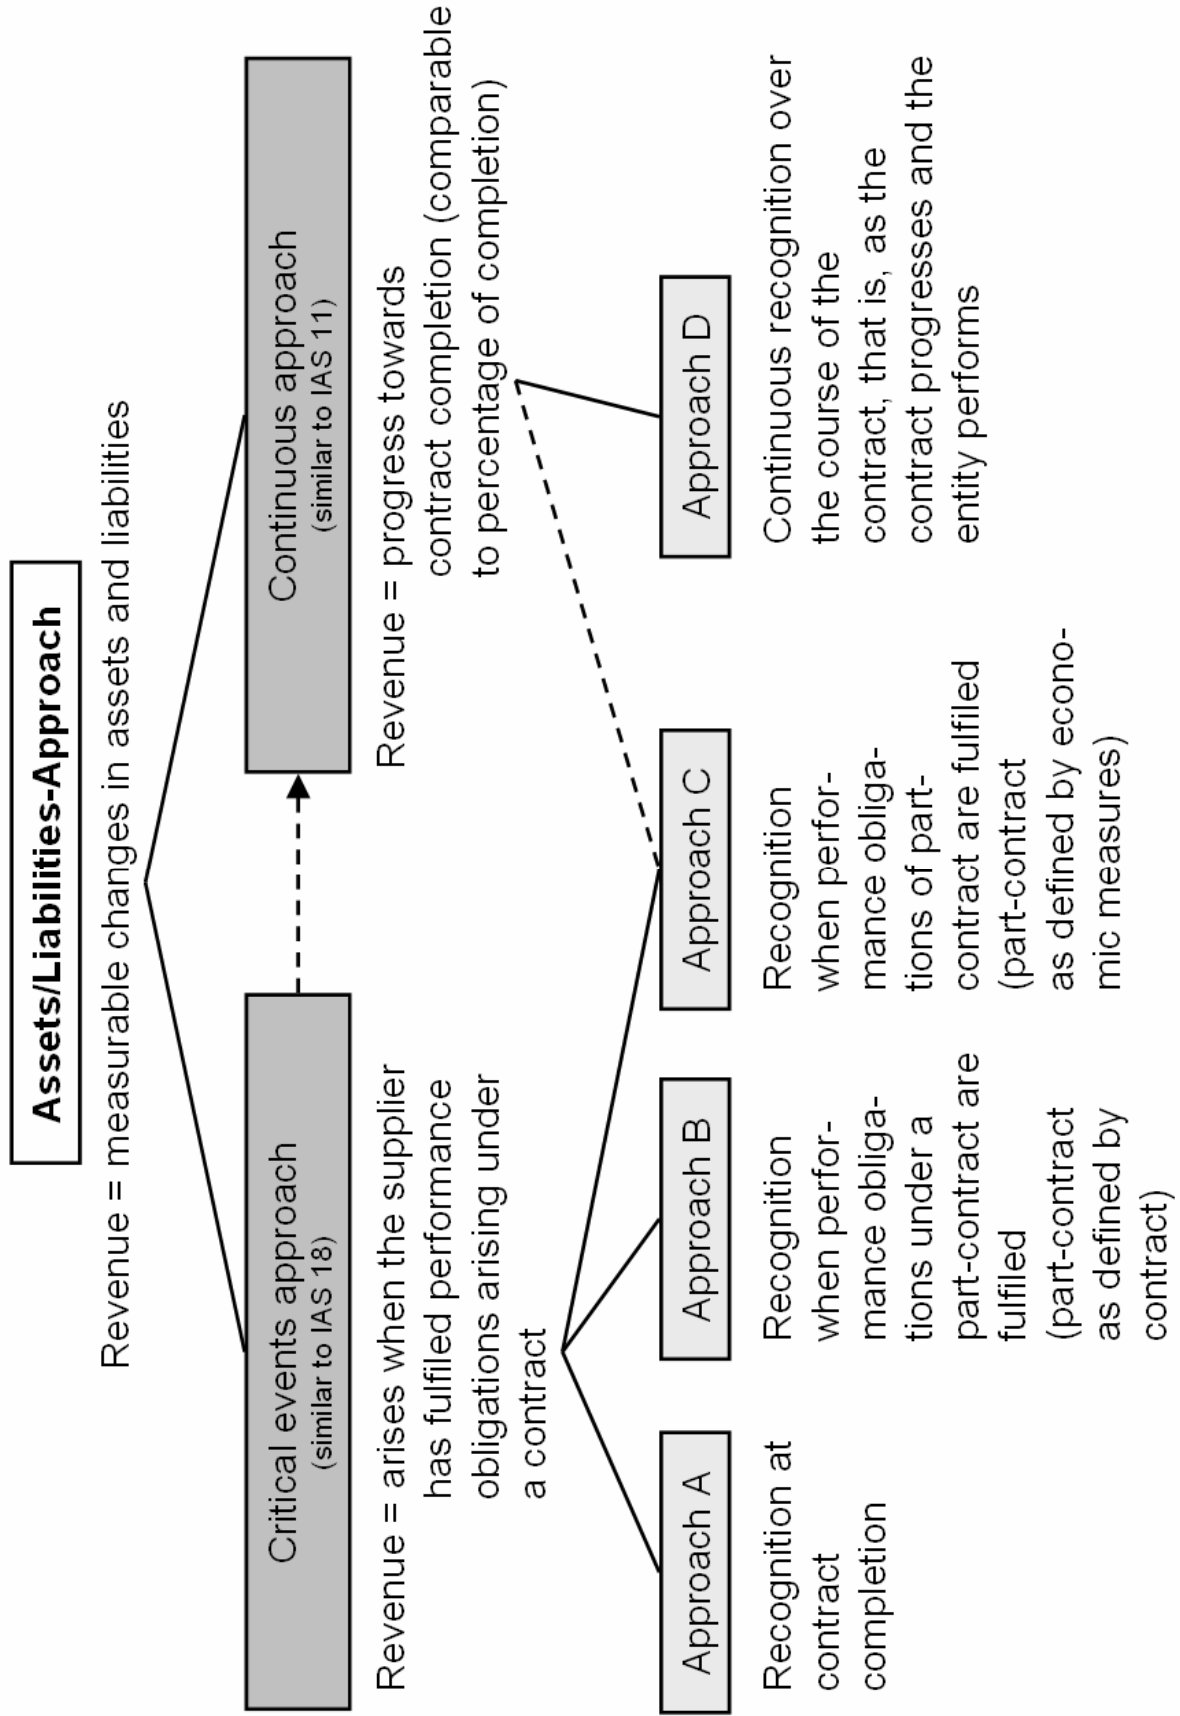 Assets/Liabilities-Approach
Revenue = measurable changes in assets and liabilities
Critical events approach
(similar to IAS 18)
Revenue = arises when the supplier
has fulfiled performance
obligations arising under
a contract
Continuous approach
(similar to IAS 11)
Revenue = progress towards
contract completion (comparable
to percentage of completion)
Approach A
Recognition at
contract
completion
Approach B
Recognition
when perfor-
mance obliga-
tions under a
part-contract are
fulfiled
(part-contract
as defined by
contract)
Approach C
Recognition
when perfor-
mance obliga-
tions of part-
contract are fulfiled
(part-contract
as defined by econo-
mic measures)
Approach D
Continuous recognition over
the course of the
contract, that is, as the
contract progresses and the
entity performs